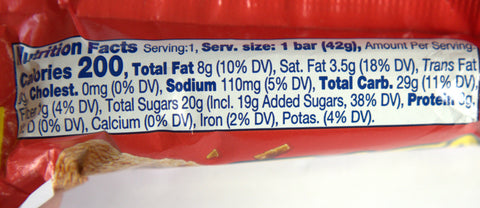 Nutrition Facts Serving:1, Serv. size: 1 bar (42g), Amount Per Serving:
Calories 200, Total Fat 8g (10% DV), Sat. Fat 3.5g (18% DV), Trans Fat
Cholest. 0mg (0% DV), Sodium 110mg (5% DV), Total Carb. 29g (11% DV),
(4% DV), Total Sugars 20g (Incl. 19g Added Sugars, 38% DV), Protein 3g,
D (0% DV), Calcium (0% DV), Iron (2% DV), Potas. (4% DV).